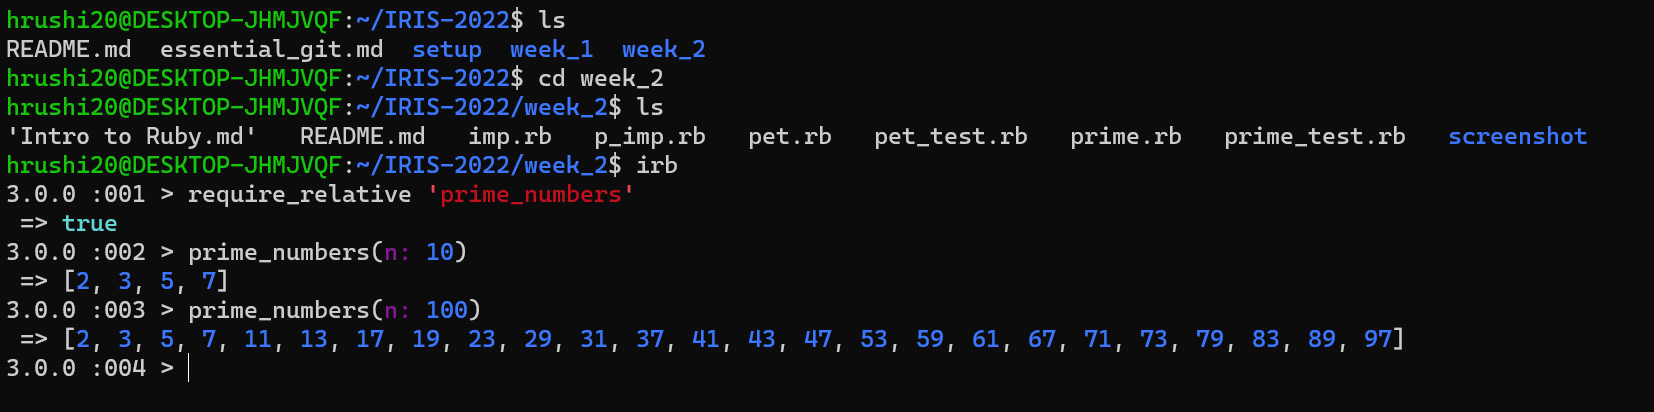 hrushi20@DESKTOP-JHMJVQF:~/IRIS-2022$ ls
README.md  essential_git.md  setup  week_1  week_2
hrushi20@DESKTOP-JHMJVQF:~/IRIS-2022$ cd week_2
hrushi20@DESKTOP-JHMJVQF:~/IRIS-2022/week_2$ ls
'Intro to Ruby.md'   README.md   imp.rb   p_imp.rb   pet.rb   pet_test.rb   prime.rb   prime_test.rb   screenshot
hrushi20@DESKTOP-JHMJVQF:~/IRIS-2022/week_2$ irb
3.0.0 :001 > require_relative 'prime_numbers'
 => true
3.0.0 :002 > prime_numbers(n: 10)
 => [2, 3, 5, 7]
3.0.0 :003 > prime_numbers(n: 100)
 => [2, 3, 5, 7, 11, 13, 17, 19, 23, 29, 31, 37, 41, 43, 47, 53, 59, 61, 67, 71, 73, 79, 83, 89, 97]
3.0.0 :004 >